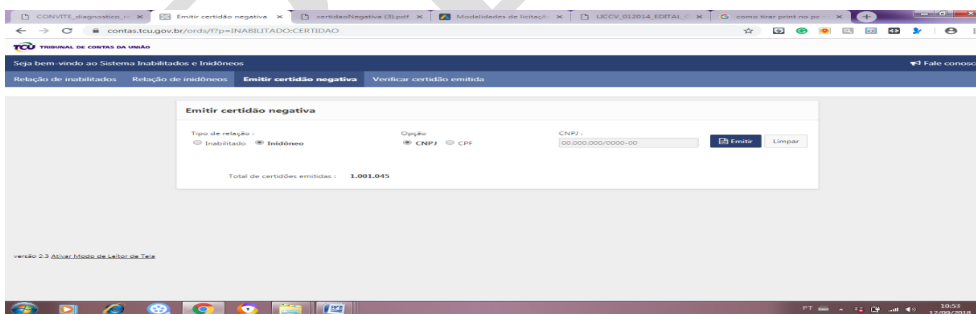 CONVITE_diagnostico_ro
Emitir certidão negativa
certidaoNegativa (3).pdf
Modalidades de licitação
LICCV_012014_EDITAL_C
como tirar print no pc
contas.tcu.gov.br/ords/f?p=INABILITADO:CERTIDAO
TCU TRIBUNAL DE CONTAS DA UNIÃO
Seja bem-vindo ao Sistema Inabilitados e Inidôneos
Fale conosco
Relação de inabilitados Relação de inidôneos Emitir certidão negativa Verificar certidão emitida
Emitir certidão negativa
Tipo de relação : Opção CNPJ :
Inabilitado Inidôneo CNPJ CPF 00.000.000/0000-00 Emitir Limpar
Total de certidões emitidas : 1.001.045
versão 2.3 Ativar Modo de Leitor de Tela
PT 10:53
12/09/2018